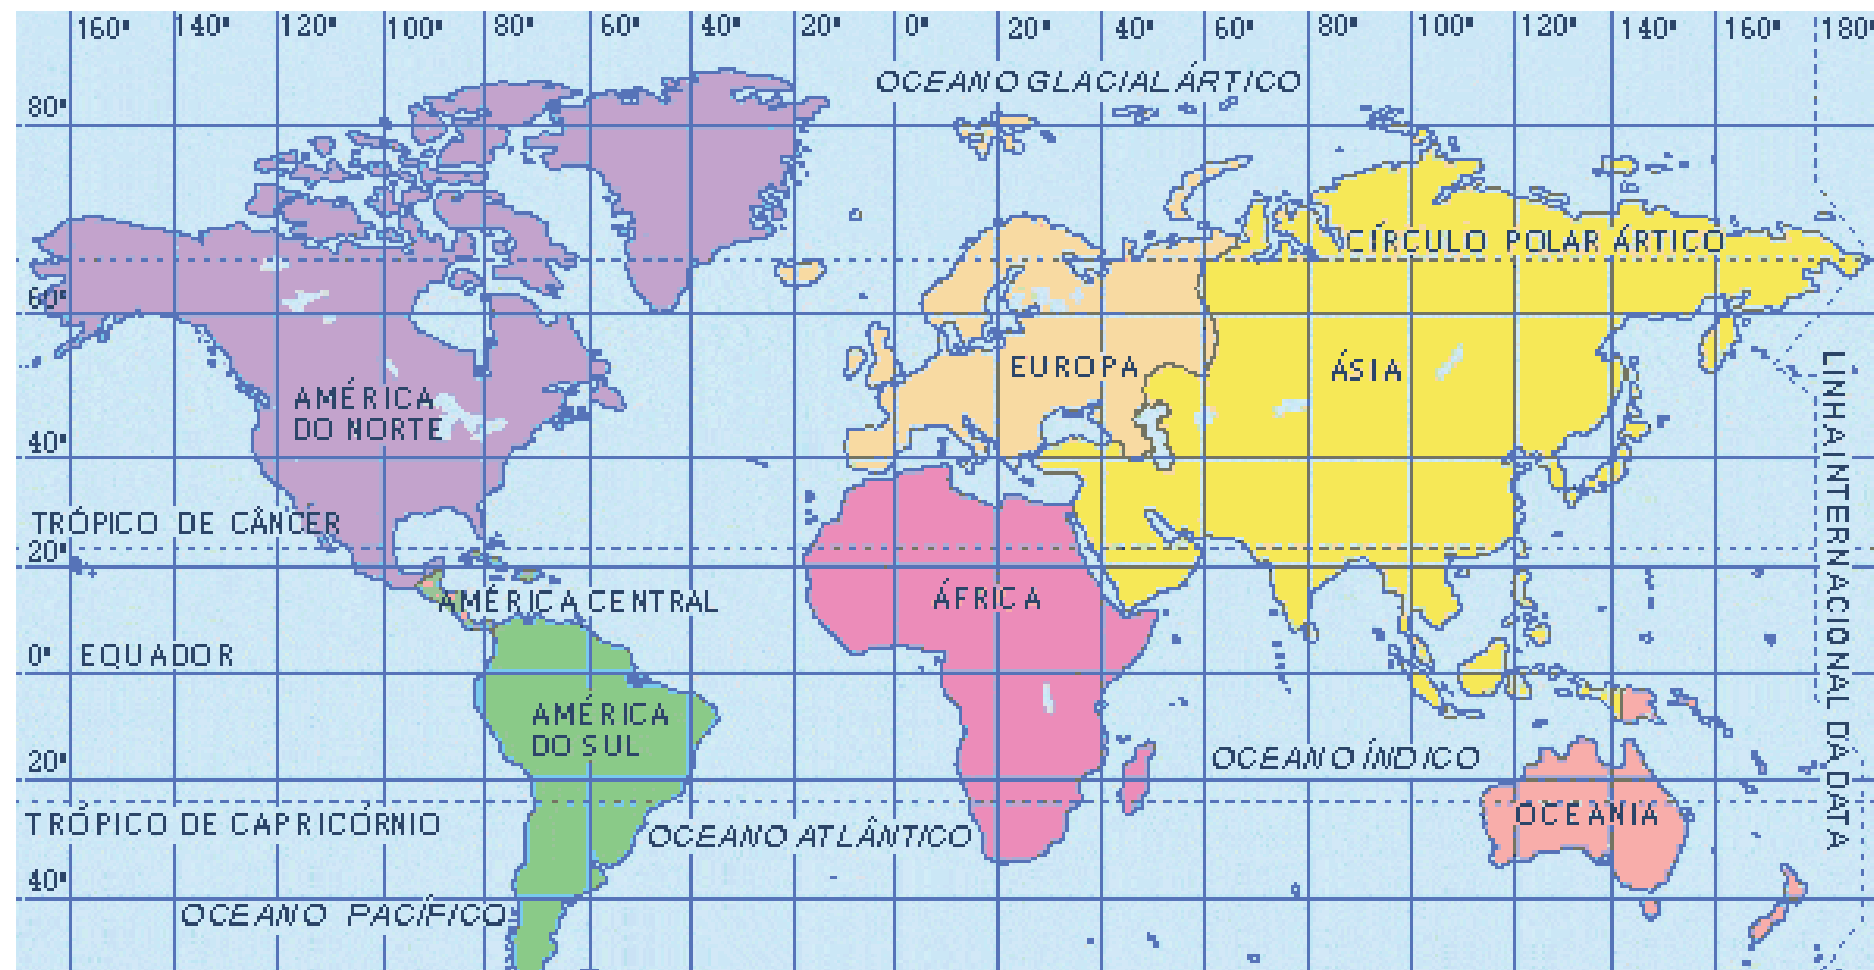 160° 140° 120° 100° 80° 60° 40° 20° 0° 20° 40° 60° 80° 100° 120° 140° 160° 180°
OCEANO GLACIAL ÁRTICO
80°
CÍRCULO POLAR ÁRTICO
60°
EUROPA
ÁSIA
AMÉRICA
DO NORTE
40°
LINHA INTERNACIONAL DA DATA
TRÓPICO DE CÂNCER
20°
AMÉRICA CENTRAL
ÁFRICA
0° EQUADOR
AMÉRICA
DO SUL
20°
OCEANO ÍNDICO
OCEANIA
TRÓPICO DE CAPRICÓRNIO
OCEANO ATLÂNTICO
40°
OCEANO PACÍFICO